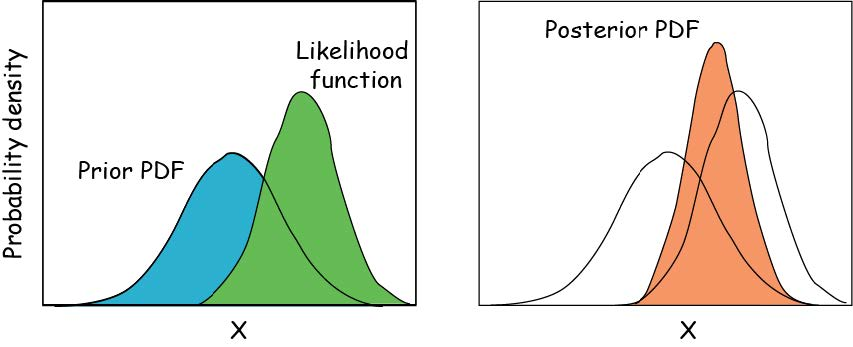 Probability density
Prior PDF
Likelihood
function
X
Posterior PDF
X